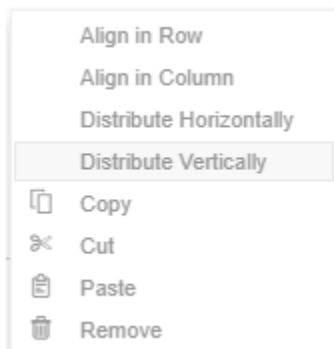 Align in Row
Align in Column
Distribute Horizontally
Distribute Vertically
Copy
Cut
Paste
Remove